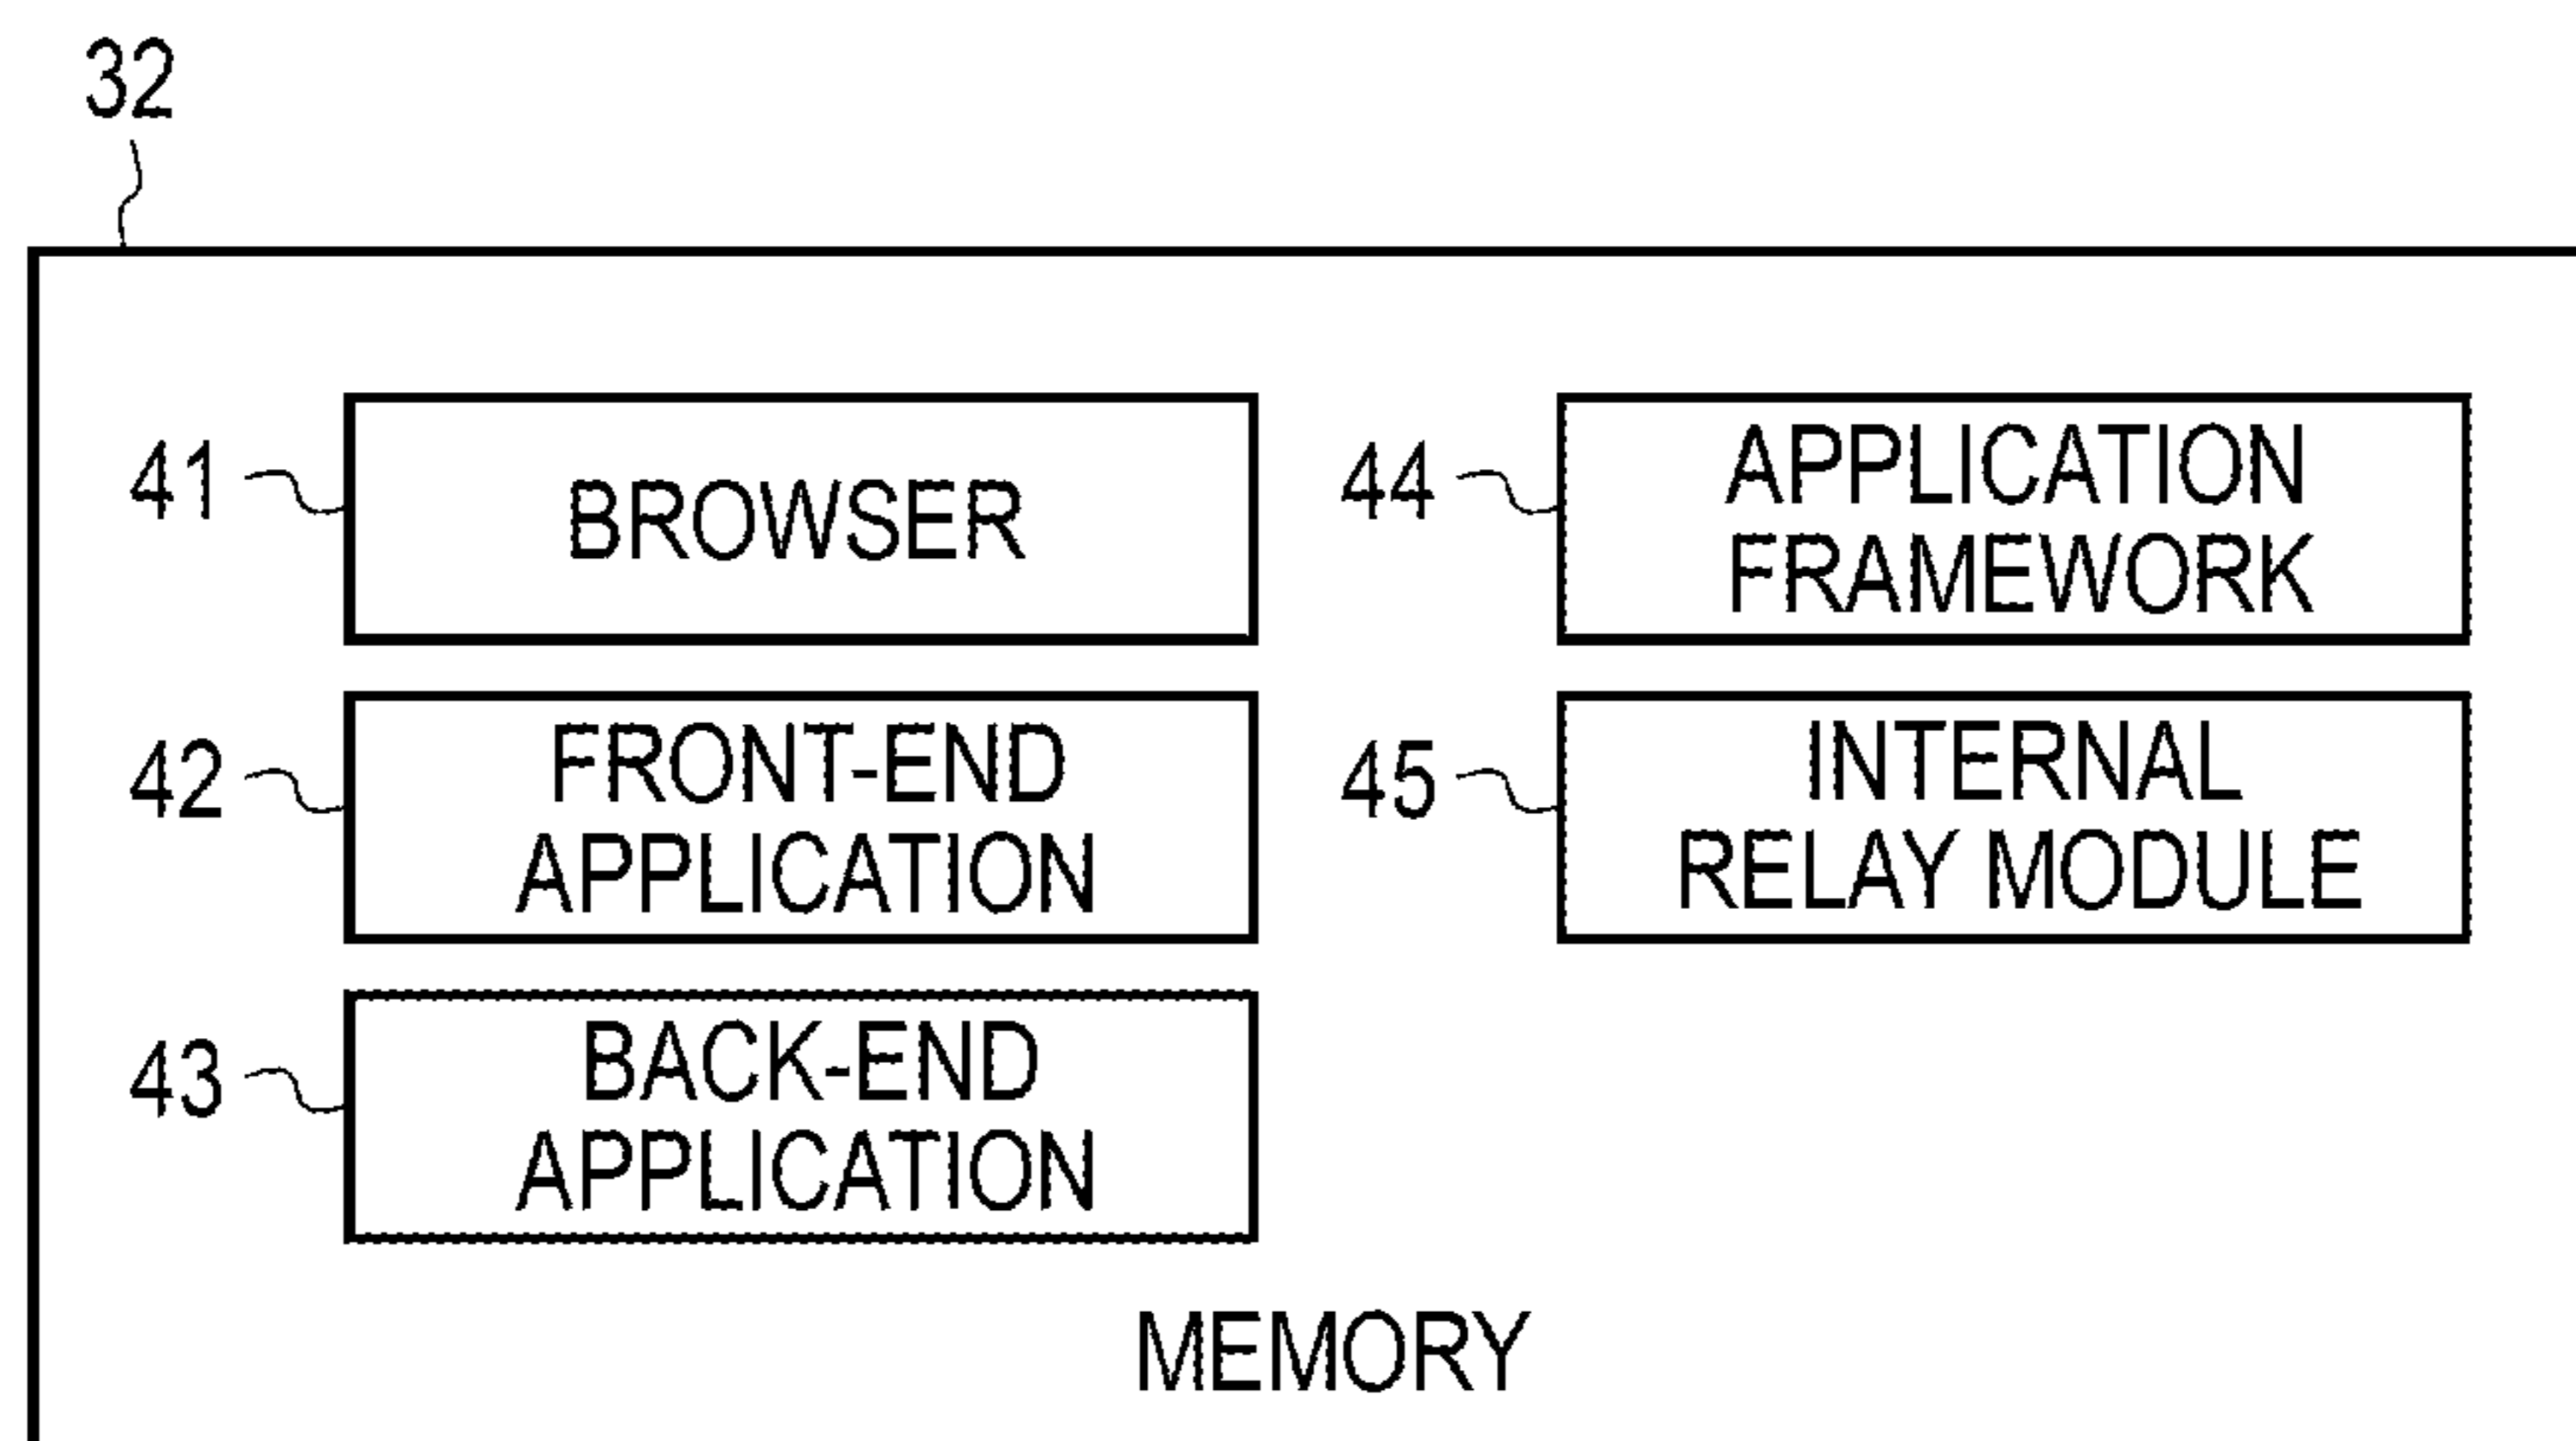 32
41
BROWSER
44
APPLICATION
FRAMEWORK
42
FRONT-END
APPLICATION
45
INTERNAL
RELAY MODULE
43
BACK-END
APPLICATION
MEMORY